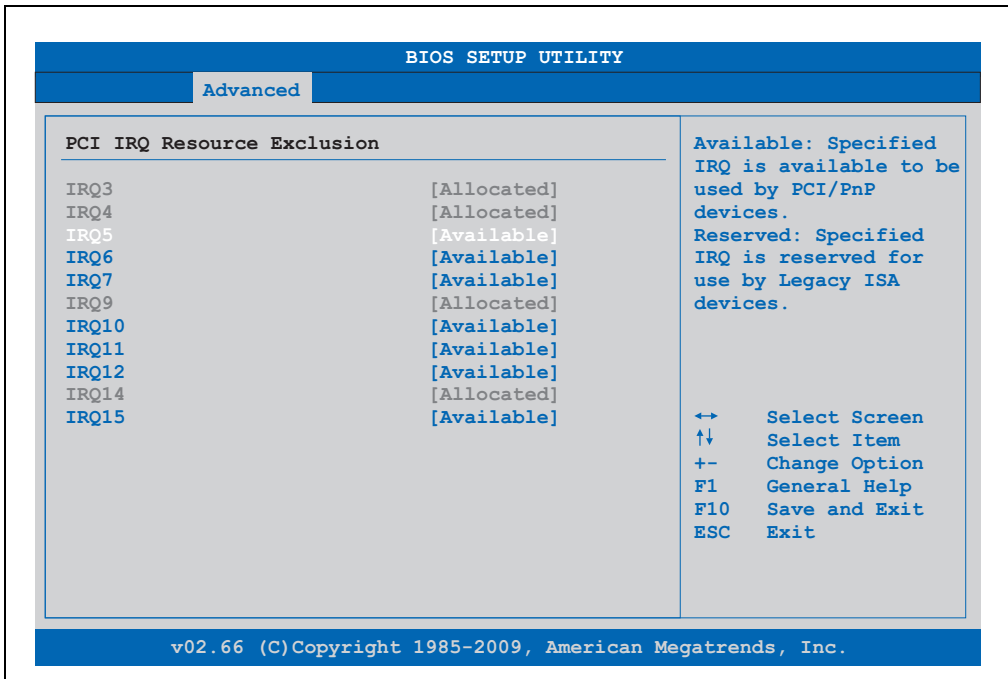 BIOS SETUP UTILITY
Advanced
PCI IRQ Resource Exclusion
IRQ3 [Allocated]
IRQ4 [Allocated]
IRQ5 [Available]
IRQ6 [Available]
IRQ7 [Available]
IRQ9 [Allocated]
IRQ10 [Available]
IRQ11 [Available]
IRQ12 [Available]
IRQ14 [Allocated]
IRQ15 [Available]
Available: Specified
IRQ is available to be
used by PCI/PnP
devices.
Reserved: Specified
IRQ is reserved for
use by Legacy ISA
devices.
↔ Select Screen
↑↓ Select Item
+- Change Option
F1 General Help
F10 Save and Exit
ESC Exit
v02.66 (C)Copyright 1985-2009, American Megatrends, Inc.